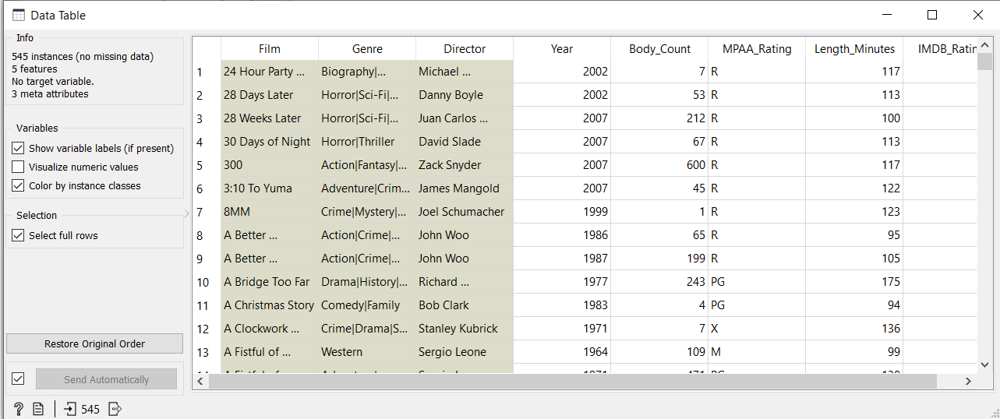 Data Table
Info
545 instances (no missing data)
5 features
No target variable.
3 meta attributes
Variables
Show variable labels (if present)
Visualize numeric values
Color by instance classes
Selection
Select full rows
Restore Original Order
Send Automatically
545
Film Genre Director Year Body_Count MPAA_Rating Length_Minutes IMDB_Ratin
1 24 Hour Party ... Biography|... Michael ... 2002 7 R 117
2 28 Days Later Horror|Sci-Fi|... Danny Boyle 2002 53 R 113
3 28 Weeks Later Horror|Sci-Fi|... Juan Carlos ... 2007 212 R 100
4 30 Days of Night Horror|Thriller David Slade 2007 67 R 113
5 300 Action|Fantasy|... Zack Snyder 2007 600 R 117
6 3:10 To Yuma Adventure|Crim... James Mangold 2007 45 R 122
7 8MM Crime|Mystery|... Joel Schumacher 1999 1 R 123
8 A Better ... Action|Crime|... John Woo 1986 65 R 95
9 A Better ... Action|Crime|... John Woo 1987 199 R 105
10 A Bridge Too Far Drama|History|... Richard ... 1977 243 PG 175
11 A Christmas Story Comedy|Family Bob Clark 1983 4 PG 94
12 A Clockwork ... Crime|Drama|S... Stanley Kubrick 1971 7 X 136
13 A Fistful of ... Western Sergio Leone 1964 109 M 99